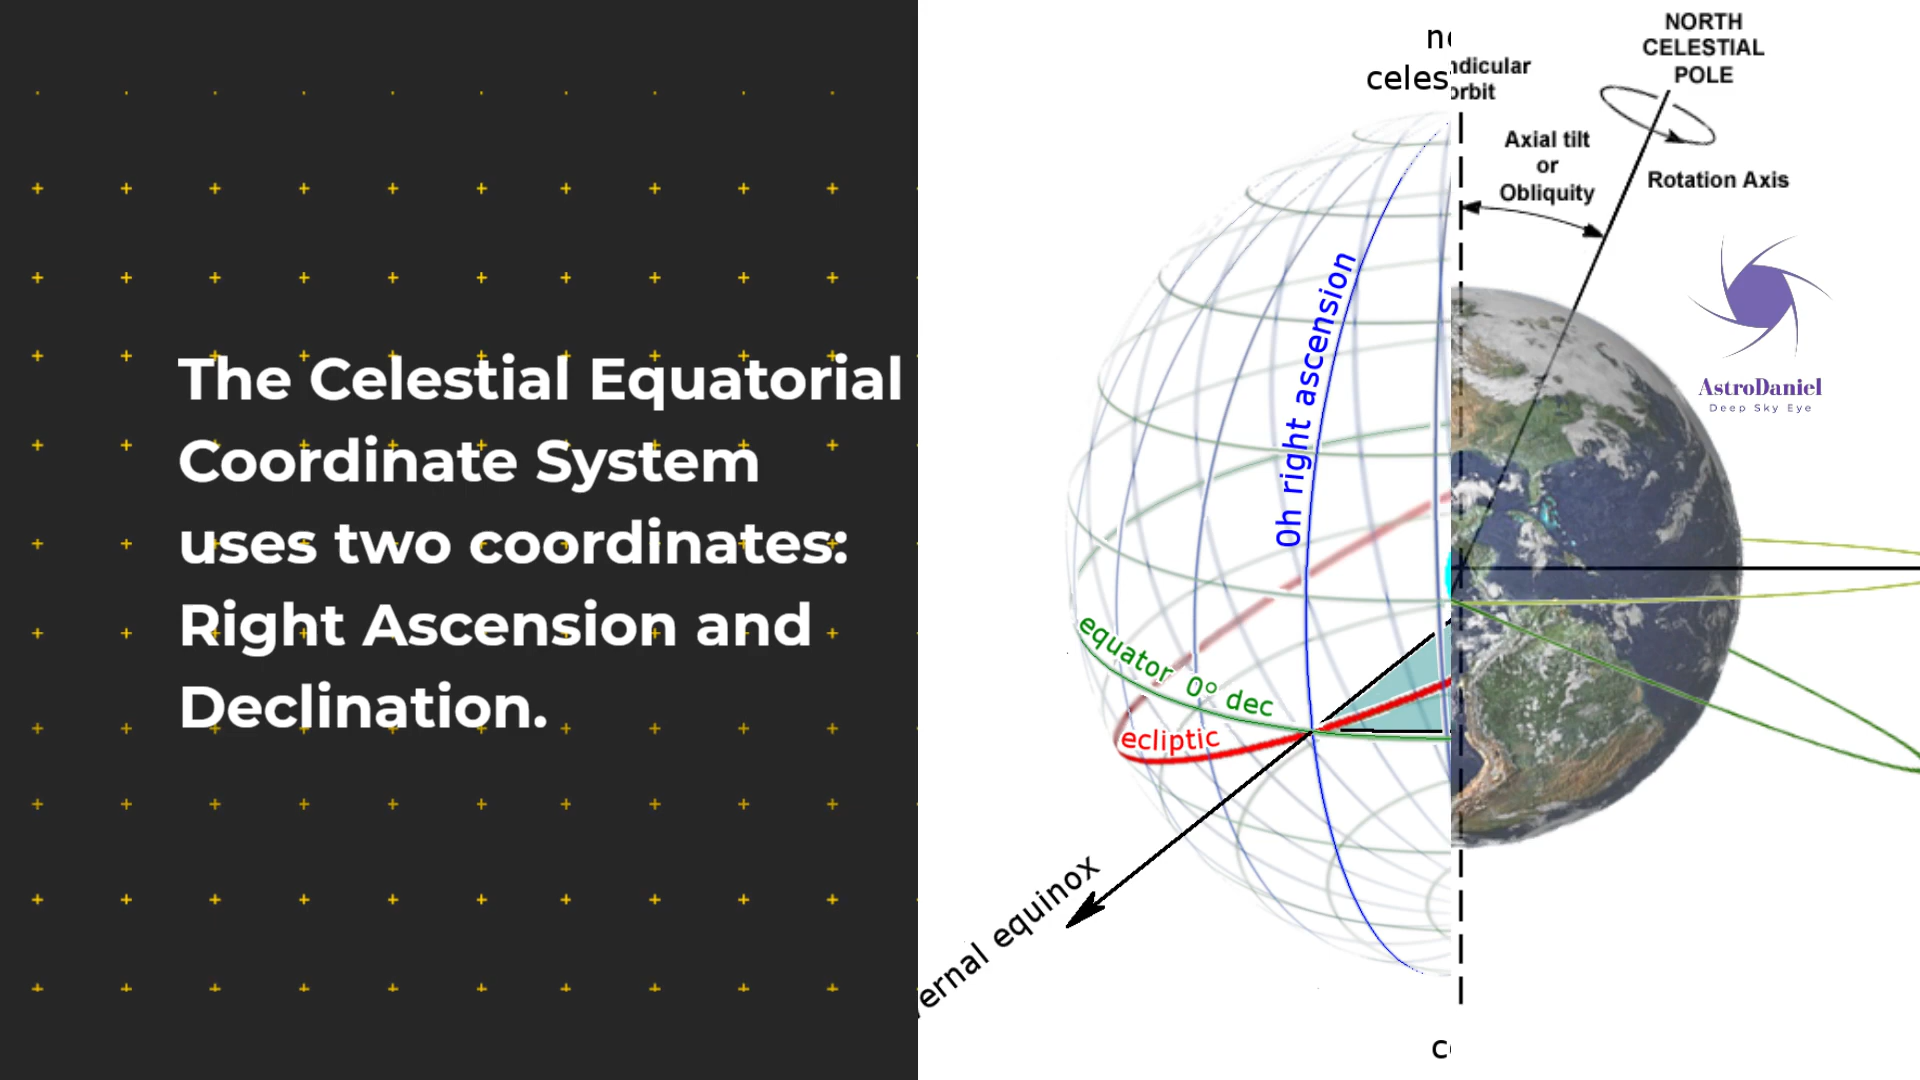 The Celestial Equatorial
Coordinate System
uses two coordinates:
Right Ascension and
Declination.
0h right ascension
equator 0° dec
ecliptic
equinox
NORTH
CELESTIAL
POLE
Axial tilt
or
Obliquity
Rotation Axis
AstroDaniel
Deep Sky Eye